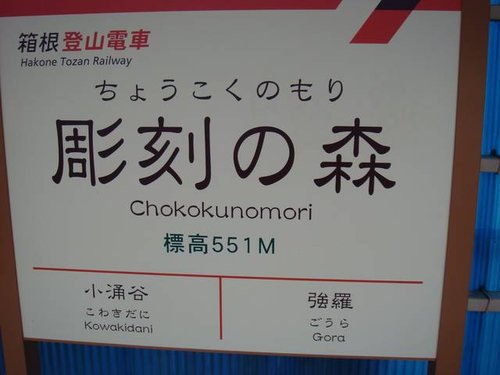 箱根登山電車
Hakone Tozan Railway
ちょうこくのもり
彫刻の森
Chokokunomori
標高551M
小涌谷
こわきだに
Kowakidani
強羅
ごうら
Gora